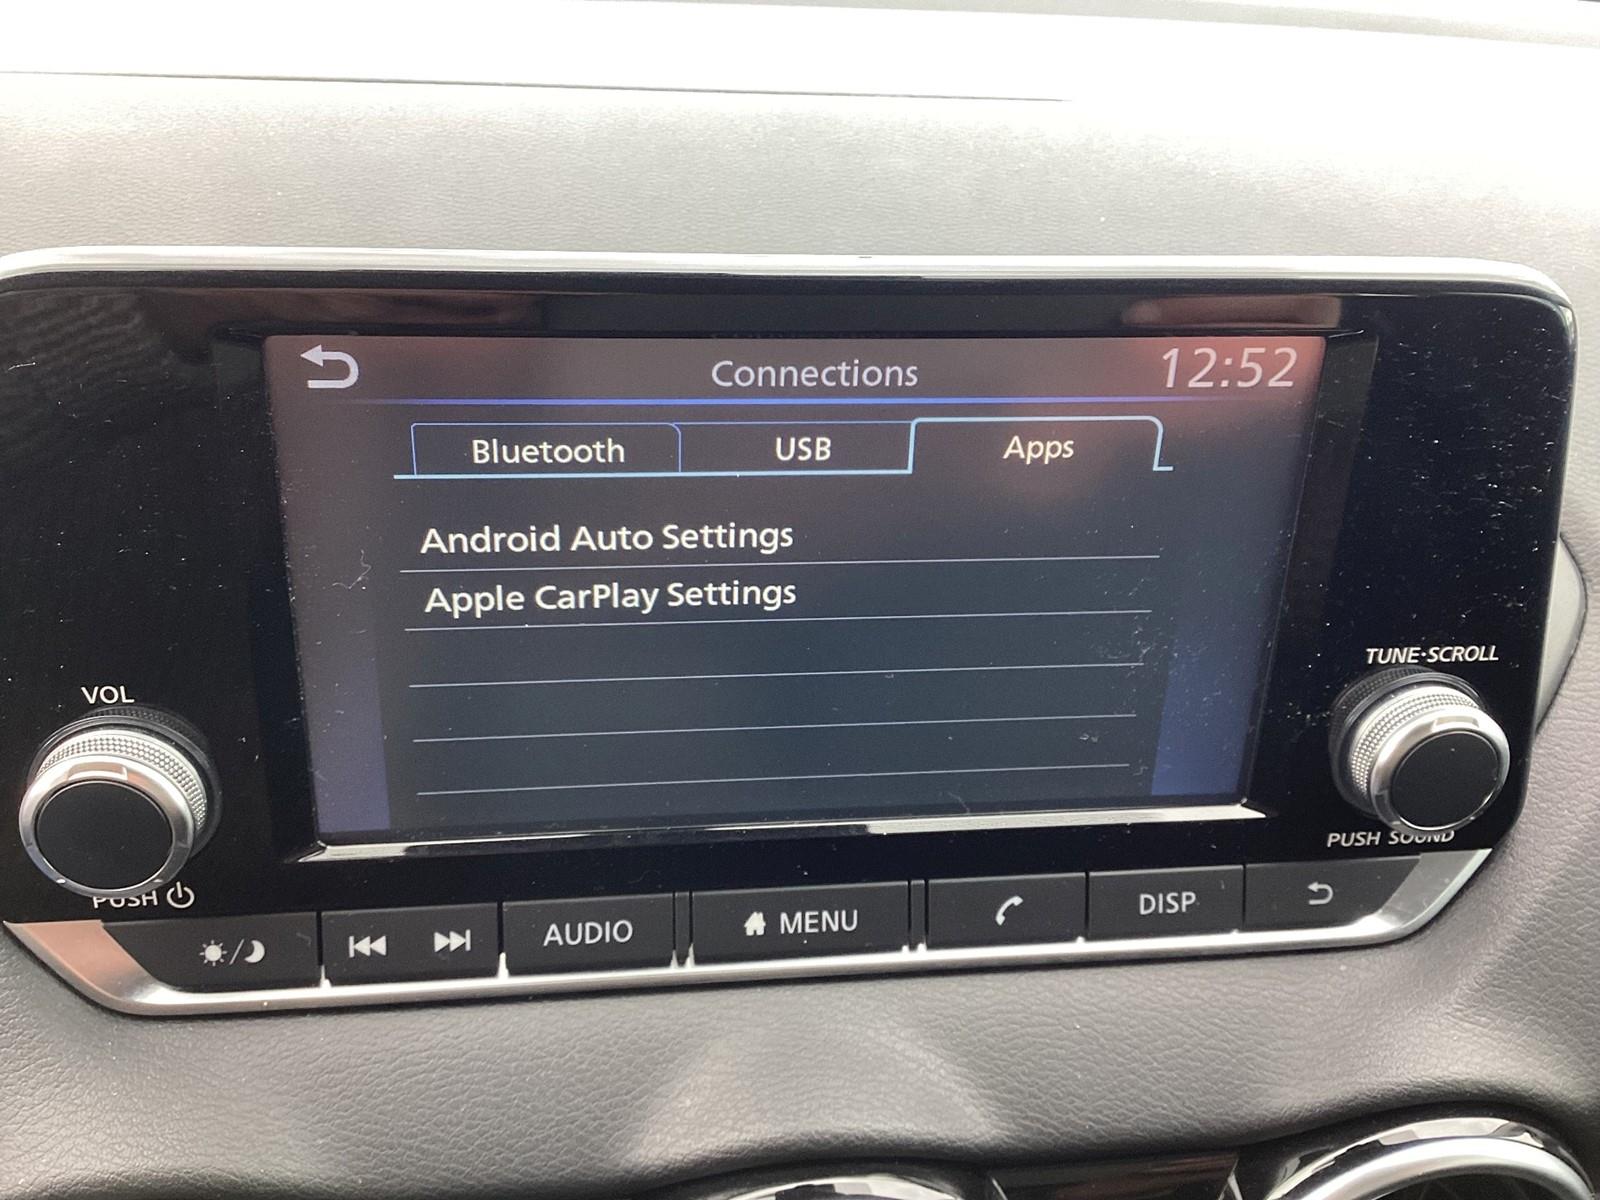 Connections 12:52
Bluetooth USB Apps
Android Auto Settings
Apple CarPlay Settings
VOL
PUSH
TUNE·SCROLL
PUSH SOUND
AUDIO MENU DISP